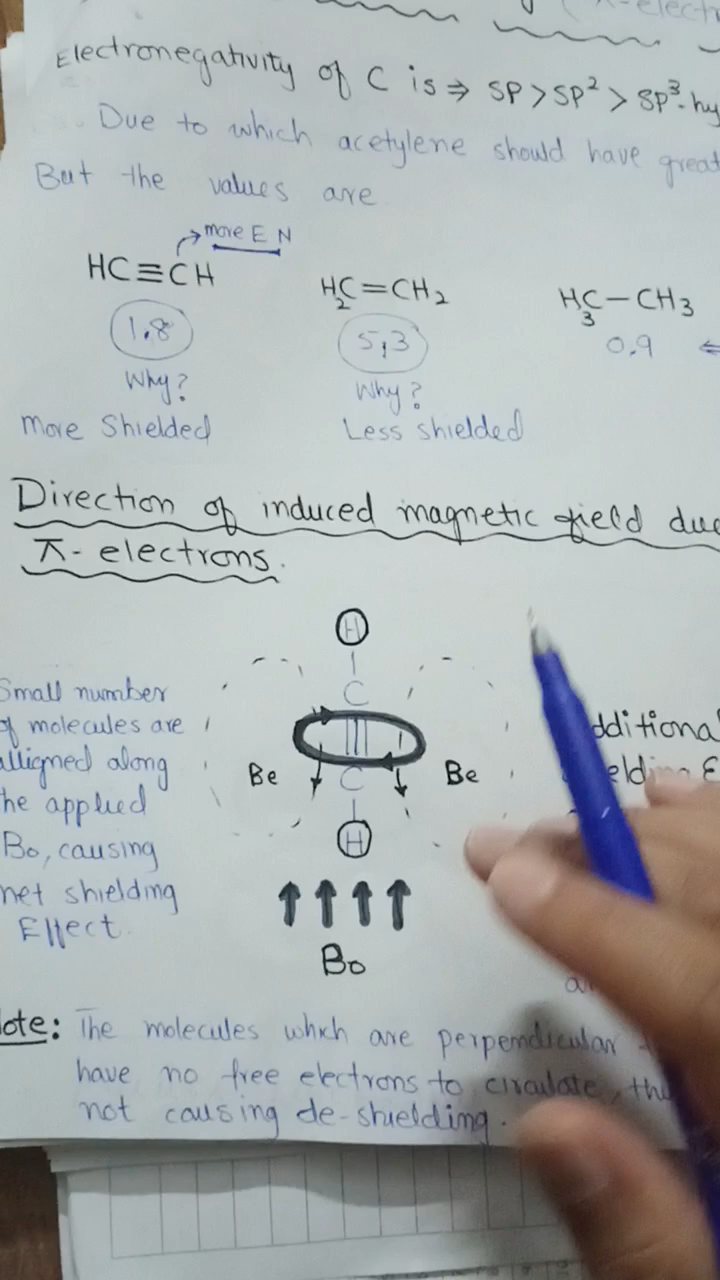 Electronegativity of C is ⇒ SP > SP² > SP³-hy
Due to which acetylene should have great
But the values are
more E N
HC≡CH
H₂C=CH₂
H₃C-CH₃
1,8
5,3
0.9
Why?
Why?
More Shielded
Less shielded
Direction of induced magnetic field due
π-electrons.
H
C
C
H
Small number
of molecules are
alligned along
he applied
Bo, causing
net shielding
Effect.
Be
Be
dditional
Bo
ote: The molecules which are perpendicular
have no free electrons to circulate, th
not causing de-shielding.